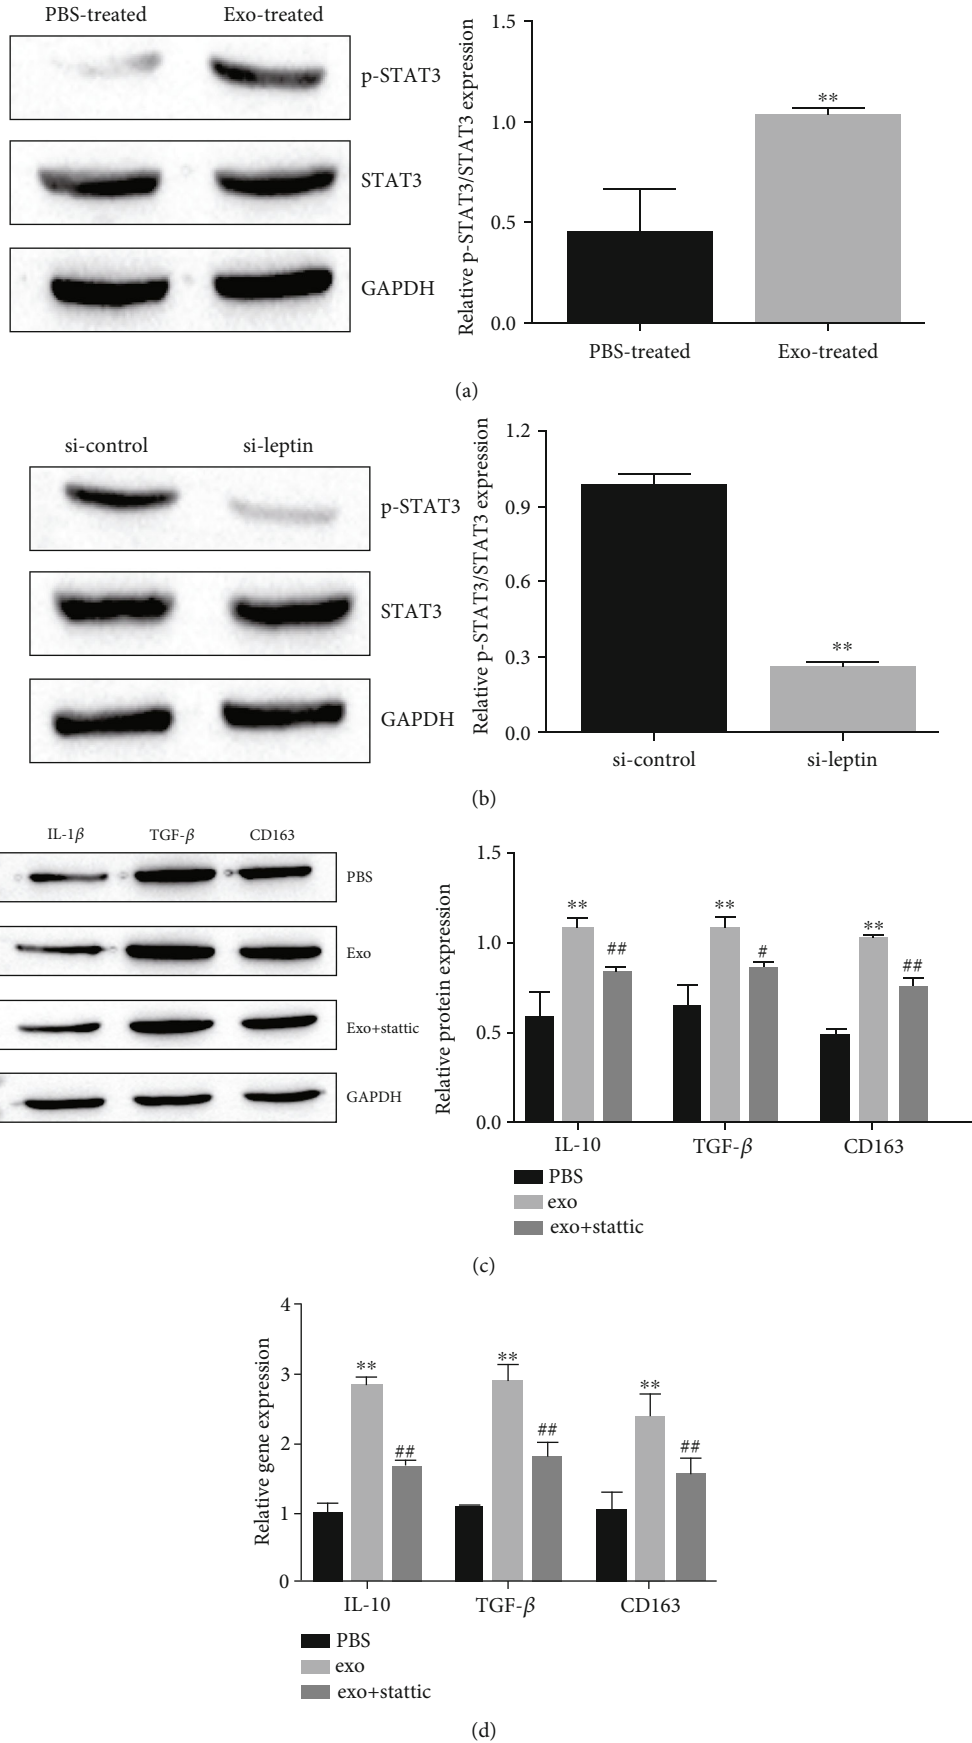 PBS-treated Exo-treated
p-STAT3
STAT3
GAPDH
Relative p-STAT3/STAT3 expression
1.5
1.0
0.5
0.0
**
PBS-treated Exo-treated
(a)
si-control si-leptin
p-STAT3
STAT3
GAPDH
Relative p-STAT3/STAT3 expression
1.2
0.9
0.6
0.3
0.0
**
si-control si-leptin
(b)
IL-1β TGF-β CD163
PBS
Exo
Exo+stattic
GAPDH
Relative protein expression
1.5
1.0
0.5
0.0
** ## ** # ** ##
IL-10 TGF-β CD163
PBS
exo
exo+stattic
(c)
Relative gene expression
4
3
2
1
0
** ## ** ## ** ##
IL-10 TGF-β CD163
PBS
exo
exo+stattic
(d)